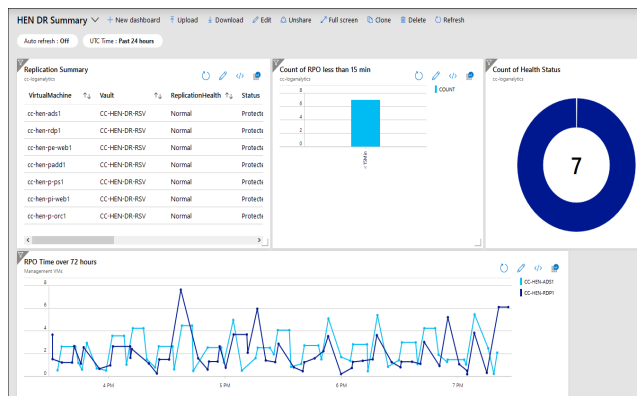 HEN DR Summary
+ New dashboard Upload Download Edit Unshare Full screen Clone Delete Refresh
Auto refresh : Off UTC Time : Past 24 hours
Replication Summary
cc-loganalytics
VirtualMachine Vault ReplicationHealth Status
cc-hen-ads1 CC-HEN-DR-RSV Normal Protecte
cc-hen-rdp1 CC-HEN-DR-RSV Normal Protecte
cc-hen-pe-web1 CC-HEN-DR-RSV Normal Protecte
cc-hen-padd1 CC-HEN-DR-RSV Normal Protecte
cc-hen-p-ps1 CC-HEN-DR-RSV Normal Protecte
cc-hen-pi-web1 CC-HEN-DR-RSV Normal Protecte
cc-hen-p-orc1 CC-HEN-DR-RSV Normal Protecte
Count of RPO less than 15 min
cc-loganalytics
8
6
4
2
0
<15Min
COUNT
Count of Health Status
cc-loganalytics
7
RPO Time over 72 hours
Management VMs
8
6
4
2
0
4 PM 5 PM 6 PM 7 PM
CC-HEN-ADS1
CC-HEN-RDP1